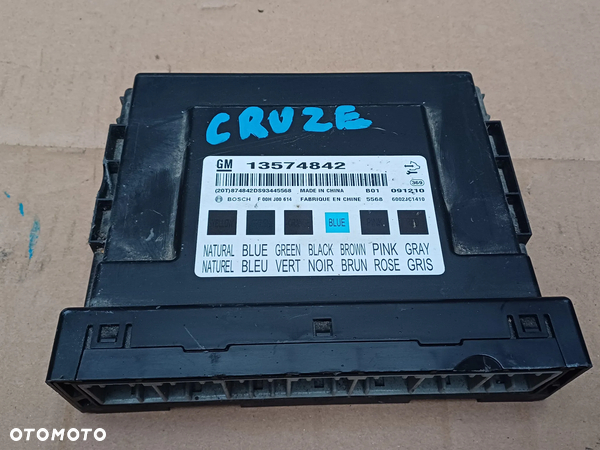 CRUZE
GM 13574842
(20T)874842DS93445568 MADE IN CHINA B01 091210
BOSCH F 00H J00 614 FABRIQUE EN CHINE 5568 6002JC1410
369
BLUE
NATURAL BLUE GREEN BLACK BROWN PINK GRAY
NATUREL BLEU VERT NOIR BRUN ROSE GRIS
OTOMOTO